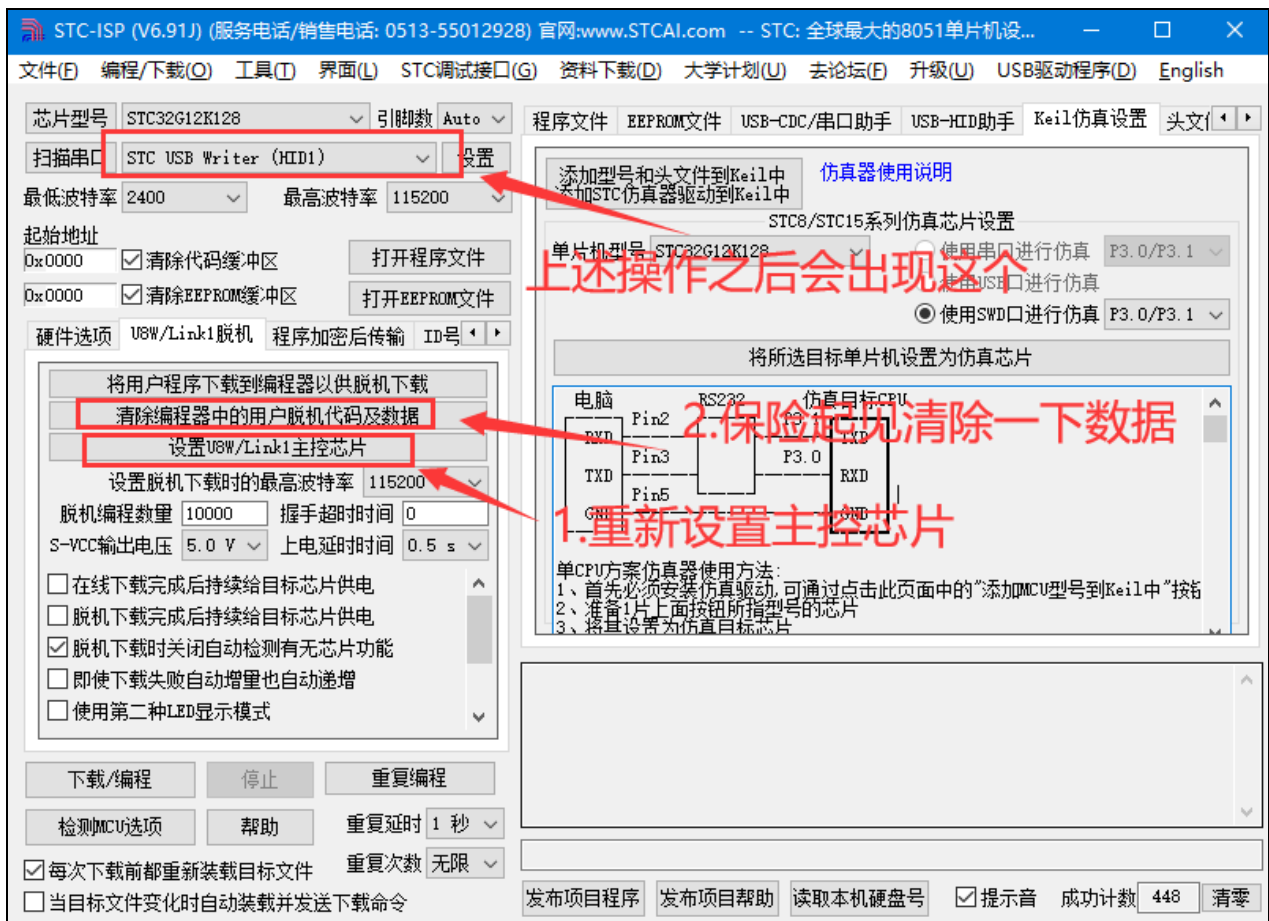 STC-ISP (V6.91J) (服务电话/销售电话: 0513-55012928) 官网:www.STCAI.com -- STC: 全球最大的8051单片机设...
文件(F) 编程/下载(O) 工具(T) 界面(L) STC调试接口(G) 资料下载(D) 大学计划(U) 去论坛(F) 升级(U) USB驱动程序(D) English
芯片型号 STC32G12K128 引脚数 Auto
扫描串口 STC USB Writer (HID1) 设置
最低波特率 2400 最高波特率 115200
起始地址
0x0000 清除代码缓冲区 打开程序文件
0x0000 清除EEPROM缓冲区 打开EEPROM文件
硬件选项 U8W/Link1脱机 程序加密后传输 ID号
将用户程序下载到编程器以供脱机下载
清除编程器中的用户脱机代码及数据
设置U8W/Link1主控芯片
设置脱机下载时的最高波特率 115200
脱机编程数量 10000 握手超时时间 0
S-VCC输出电压 5.0 V 上电延时时间 0.5 s
在线下载完成后持续给目标芯片供电
脱机下载完成后持续给目标芯片供电
脱机下载时关闭自动检测有无芯片功能
即使下载失败自动增量也自动递增
使用第二种LED显示模式
下载/编程 停止 重复编程
检测MCU选项 帮助 重复延时 1 秒
每次下载前都重新装载目标文件 重复次数 无限
当目标文件变化时自动装载并发送下载命令
程序文件 EEPROM文件 USB-CDC/串口助手 USB-HID助手 Keil仿真设置 头文件
添加型号和头文件到Keil中
添加STC仿真器驱动到Keil中
仿真器使用说明
STC8/STC15系列仿真芯片设置
单片机型号 STC32G12K128 使用串口进行仿真 P3.0/P3.1
上述操作之后会出现这个
使用USB口进行仿真
使用SWD口进行仿真 P3.0/P3.1
将所选目标单片机设置为仿真芯片
电脑 RS232 仿真目标CPU
Pin2 P3.1
RXD TXD
2.保险起见清除一下数据
Pin3 P3.0
TXD RXD
Pin5
GND GND
1.重新设置主控芯片
单CPU方案仿真器使用方法:
1、首先必须安装仿真驱动,可通过点击此页面中的"添加MCU型号到Keil中"按钮
2、准备1片上面按钮所指型号的芯片
3、将其设置为仿真目标芯片
发布项目程序 发布项目帮助 读取本机硬盘号 提示音 成功计数 448 清零